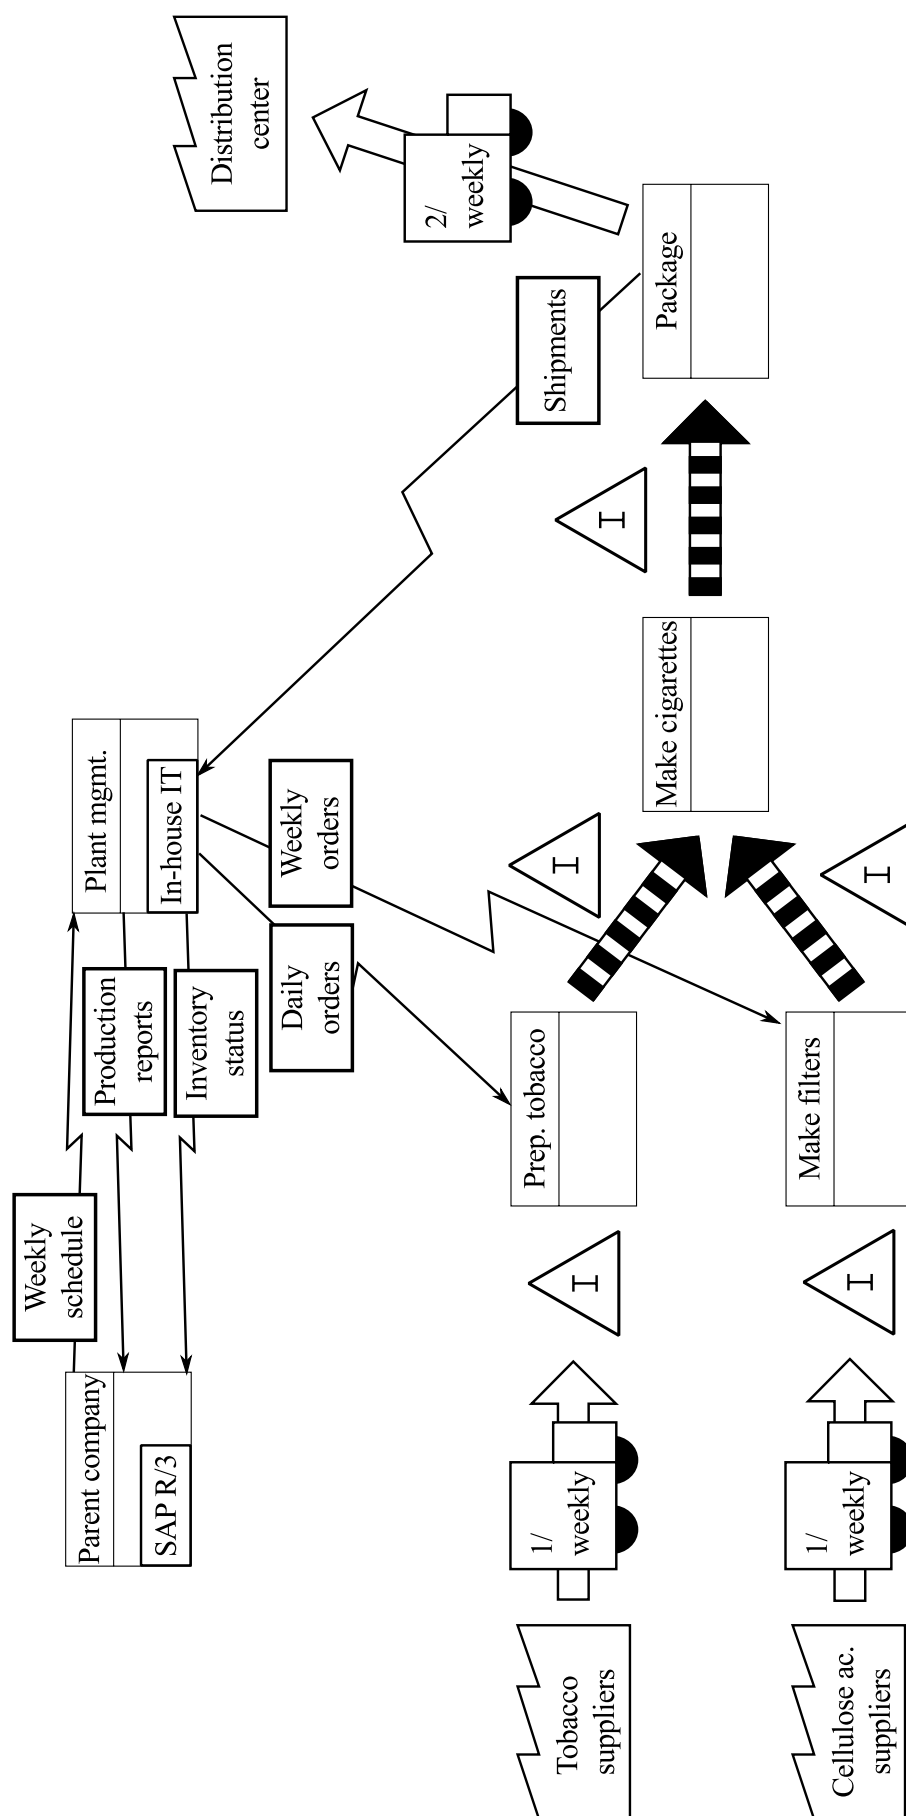 Weekly
schedule
Parent company
SAP R/3
Production
reports
Inventory
status
Plant mgmt.
In-house IT
Daily
orders
Weekly
orders
Shipments
Distribution
center
2/
weekly
Tobacco
suppliers
1/
weekly
I
Prep. tobacco
I
Make cigarettes
I
Package
Cellulose ac.
suppliers
1/
weekly
I
Make filters
I